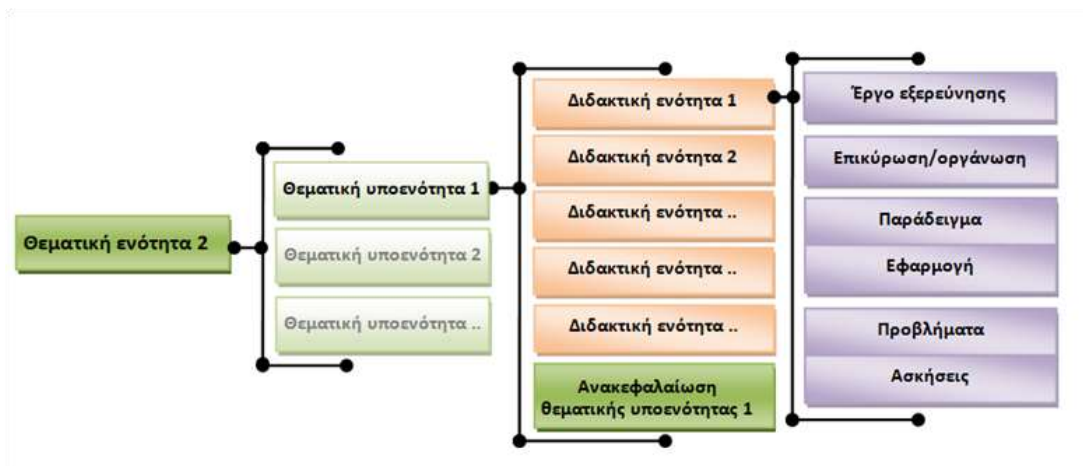 Θεματική ενότητα 2
Θεματική υποενότητα 1
Θεματική υποενότητα 2
Θεματική υποενότητα ..
Διδακτική ενότητα 1
Διδακτική ενότητα 2
Διδακτική ενότητα ..
Διδακτική ενότητα ..
Διδακτική ενότητα ..
Ανακεφαλαίωση
θεματικής υποενότητας 1
Έργο εξερεύνησης
Επικύρωση/οργάνωση
Παράδειγμα
Εφαρμογή
Προβλήματα
Ασκήσεις